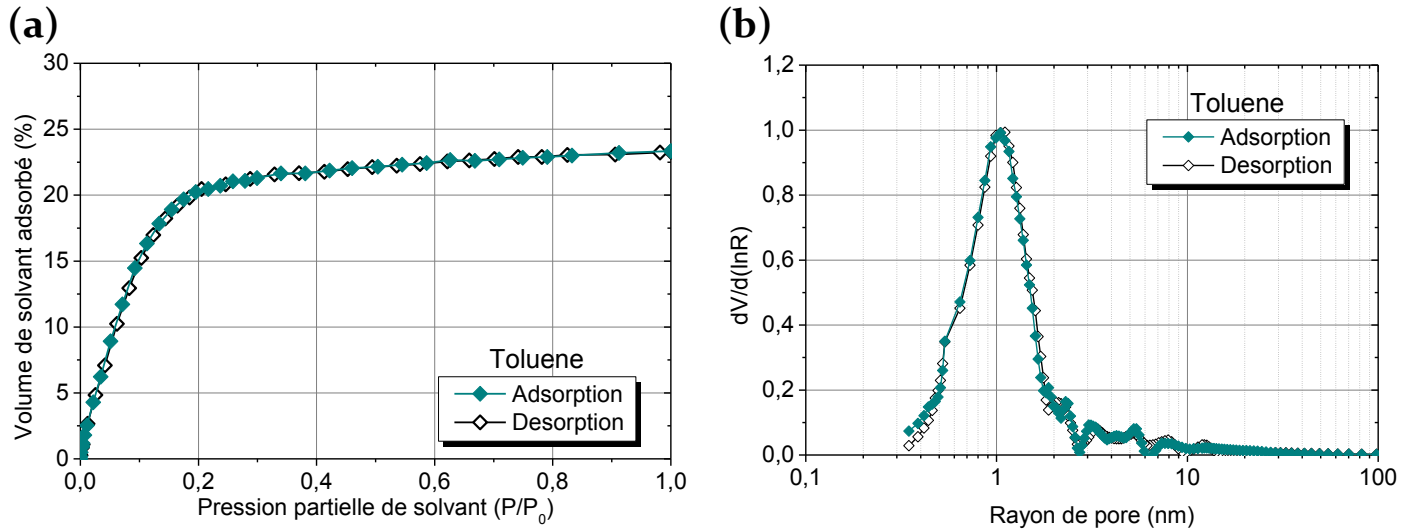 (a)
30
25
20
15
10
5
0
0,0 0,2 0,4 0,6 0,8 1,0
Volume de solvant adsorbé (%)
Pression partielle de solvant (P/P₀)
Toluene
Adsorption
Desorption
(b)
1,2
1,0
0,8
0,6
0,4
0,2
0,0
0,1 1 10 100
dV/d(lnR)
Rayon de pore (nm)
Toluene
Adsorption
Desorption